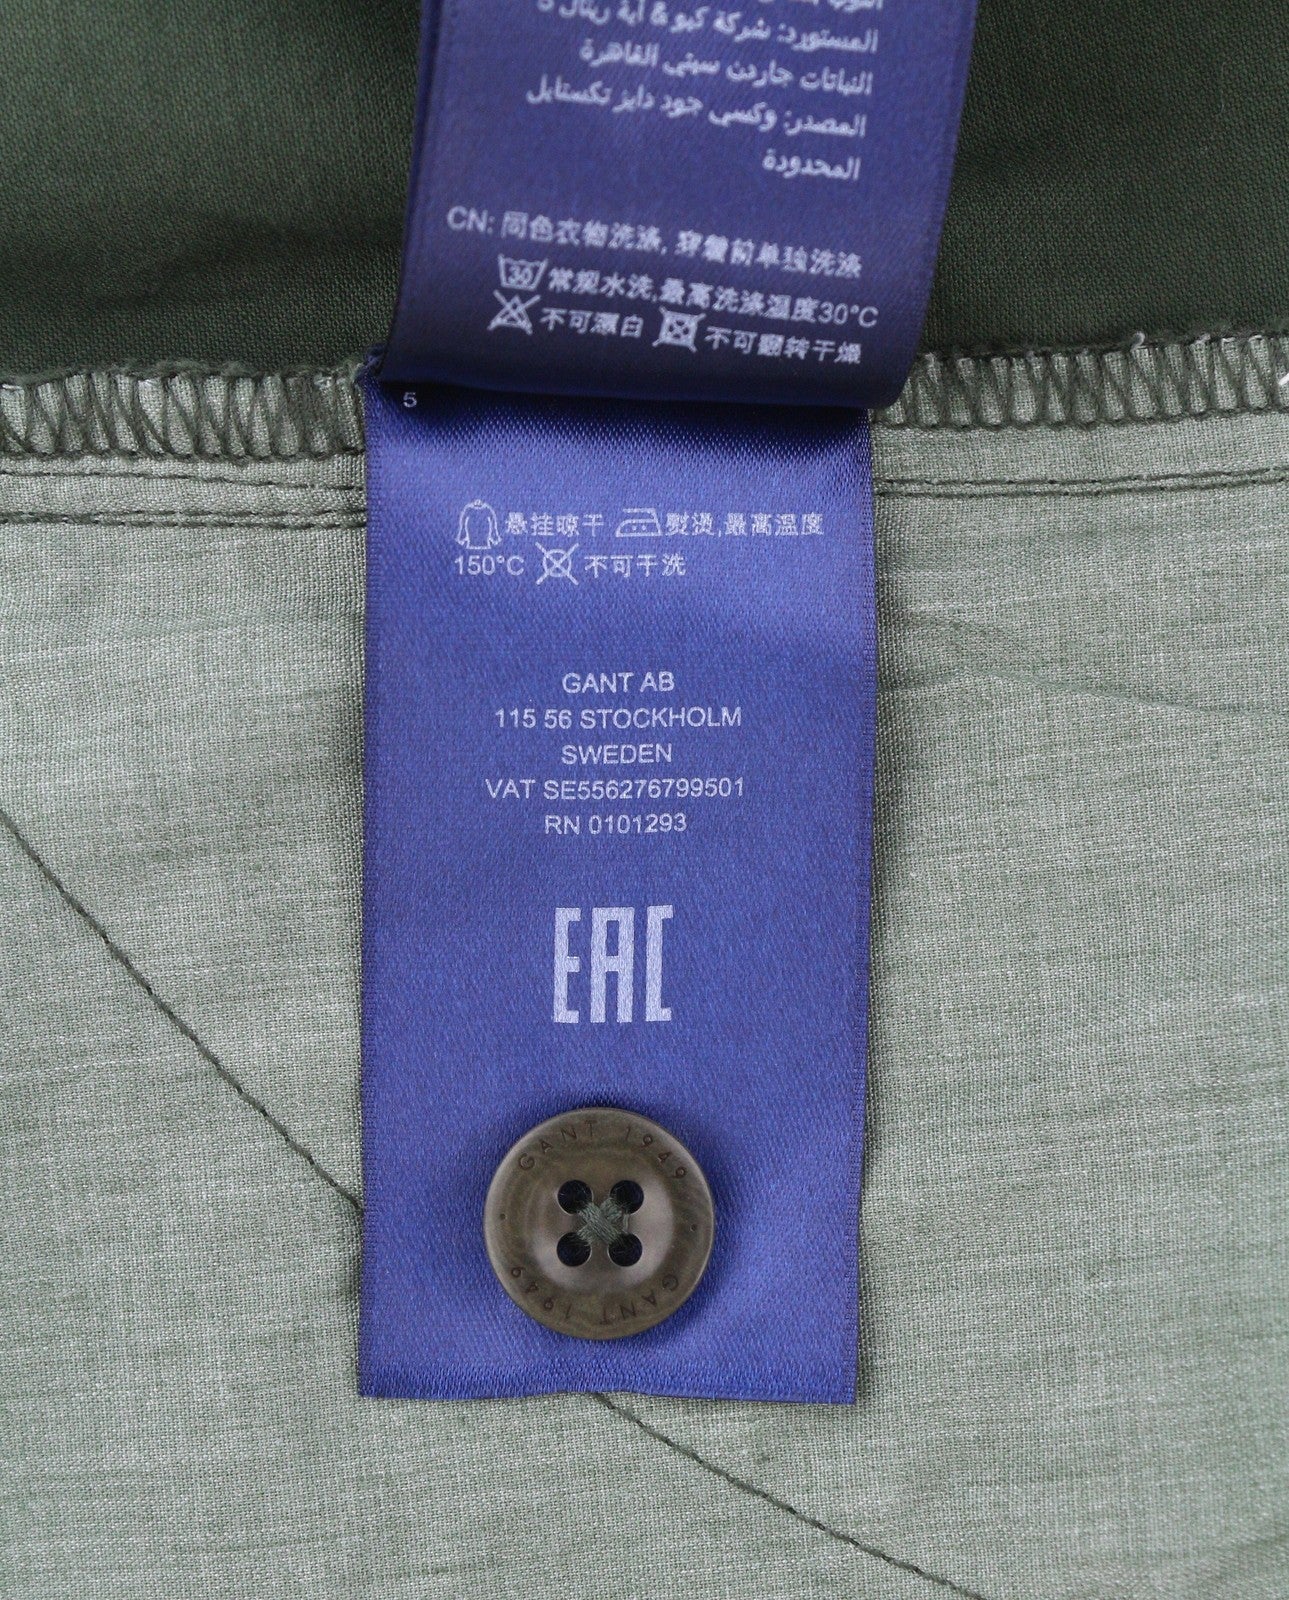 المستورد: شركة كيو & أية ريتال 5
النباتات جاردن سيتي القاهرة
المصدر: وكسي جود دايز تكستايل
المحدودة
CN: 同色衣物洗涤, 穿着前单独洗涤
30 常规水洗,最高洗涤温度30°C
不可漂白 不可翻转干燥
5
悬挂晾干 熨烫,最高温度
150°C 不可干洗
GANT AB
115 56 STOCKHOLM
SWEDEN
VAT SE556276799501
RN 0101293
EAC
GANT 1949
GANT 1949